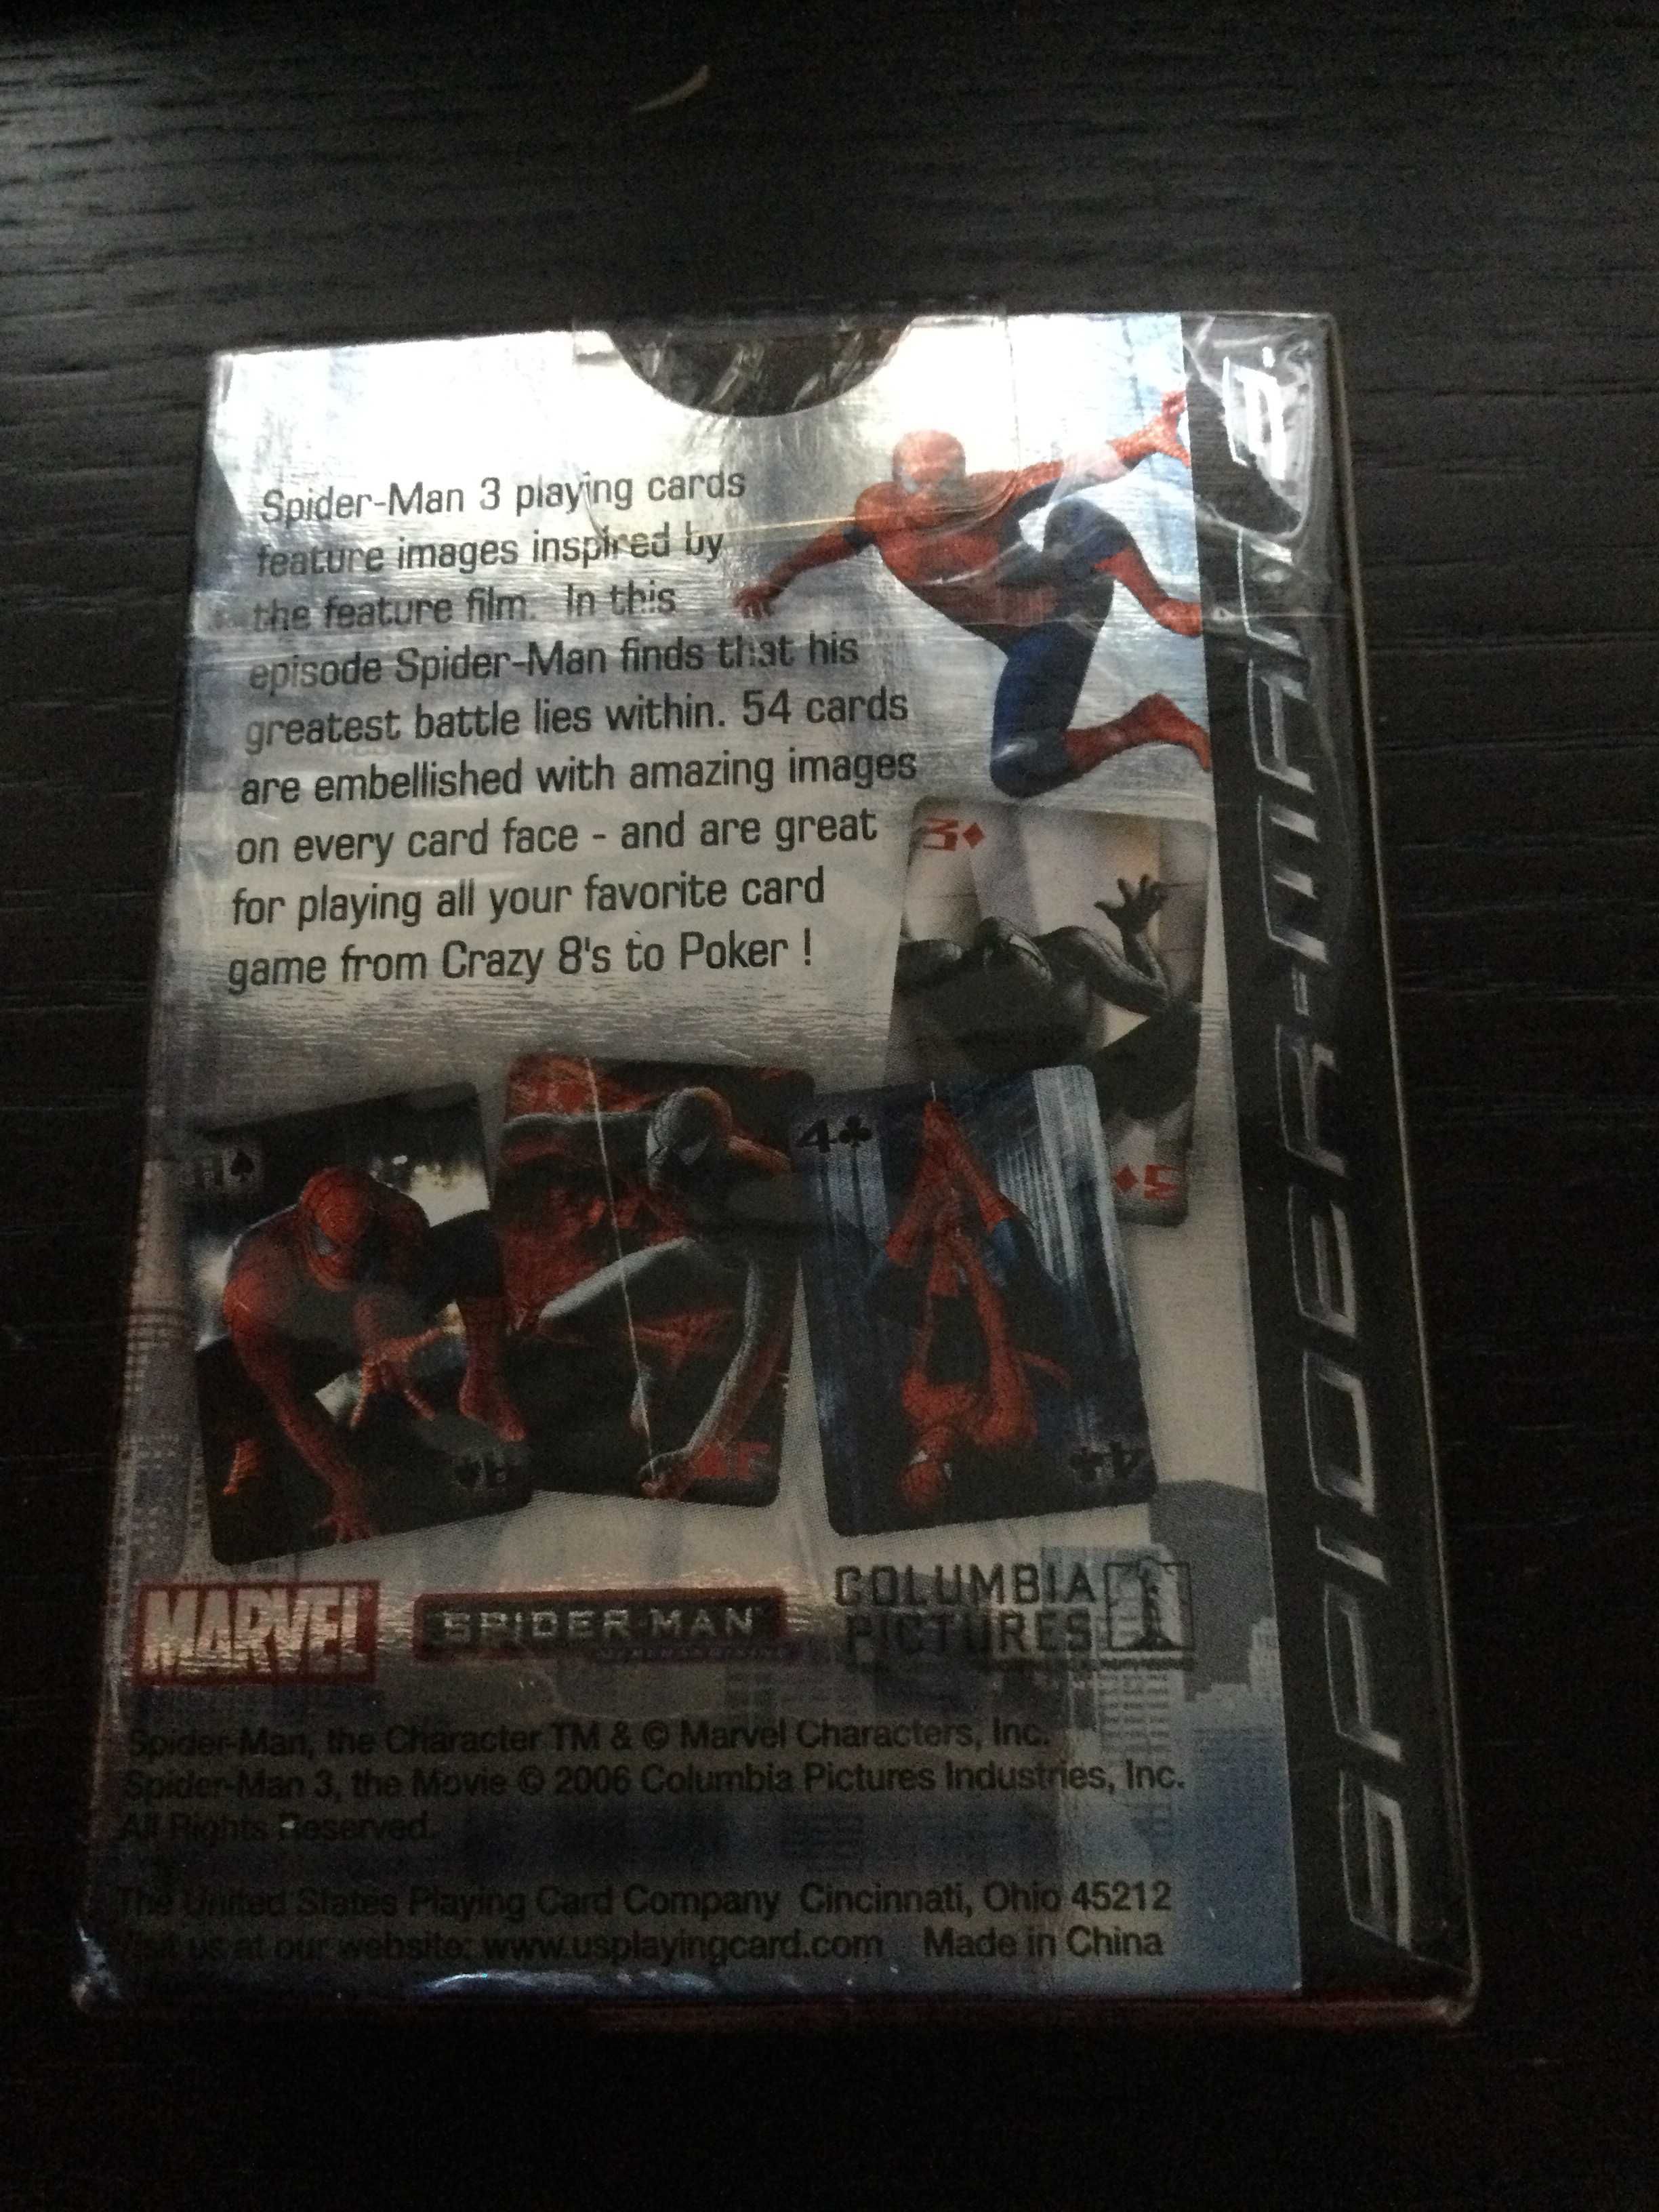 Spider-Man 3 playing cards
feature images inspired by
the feature film. In this
episode Spider-Man finds that his
greatest battle lies within. 54 cards
are embellished with amazing images
on every card face - and are great
for playing all your favorite card
game from Crazy 8's to Poker !
3♦
3♦
A♠
A♠
J♥
4♣
4♣
MARVEL
SPIDER-MAN
COLUMBIA
PICTURES
Spider-Man, the Character TM & © Marvel Characters, Inc.
Spider-Man 3, the Movie © 2006 Columbia Pictures Industries, Inc.
All Rights Reserved.
The United States Playing Card Company Cincinnati, Ohio 45212
Visit us at our website: www.usplayingcard.com Made in China
SPIDER-MAN 3